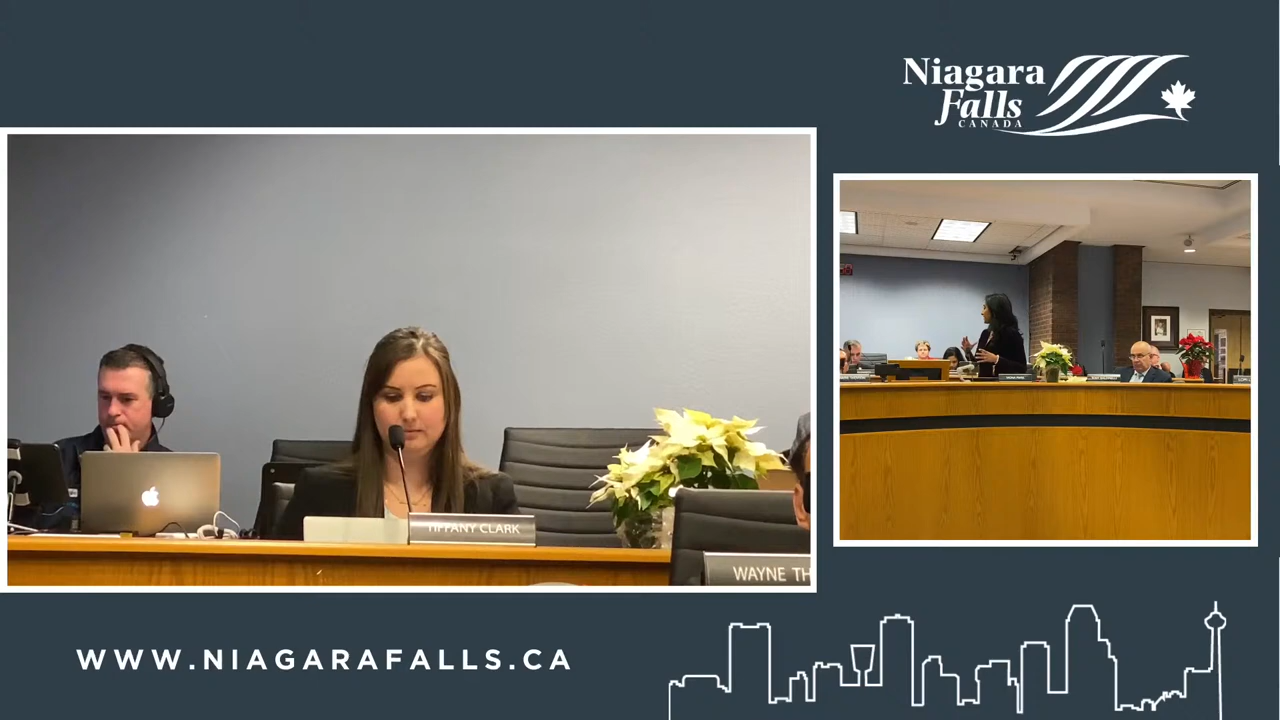 Niagara
Falls
CANADA
TIFFANY CLARK
WAYNE TH
WWW.NIAGARAFALLS.CA